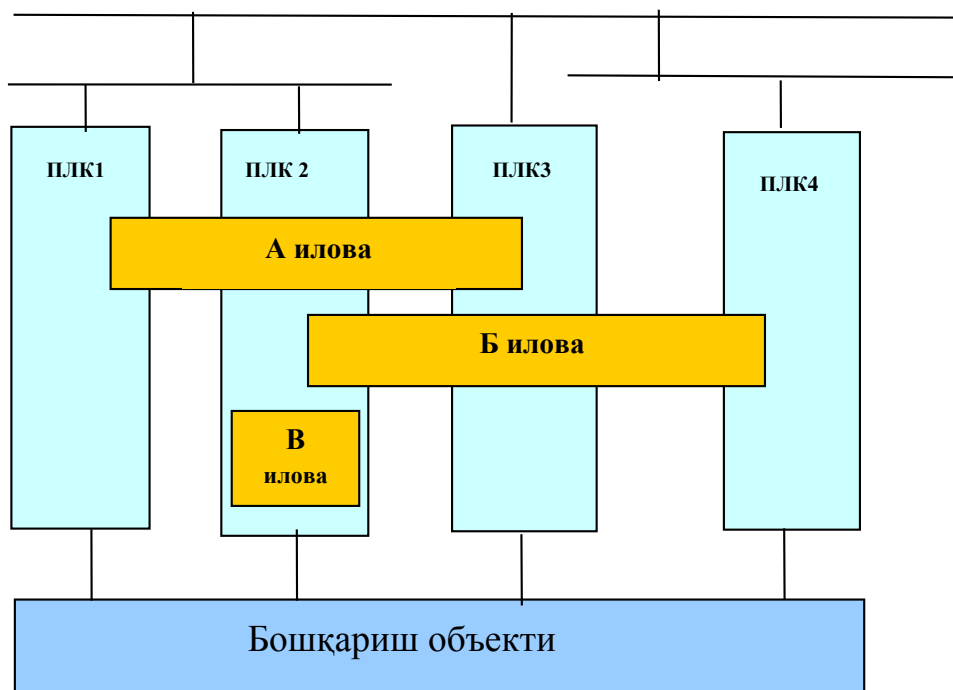 ПЛК1
ПЛК 2
ПЛК3
ПЛК4
А илова
Б илова
В
илова
Бошқариш объекти